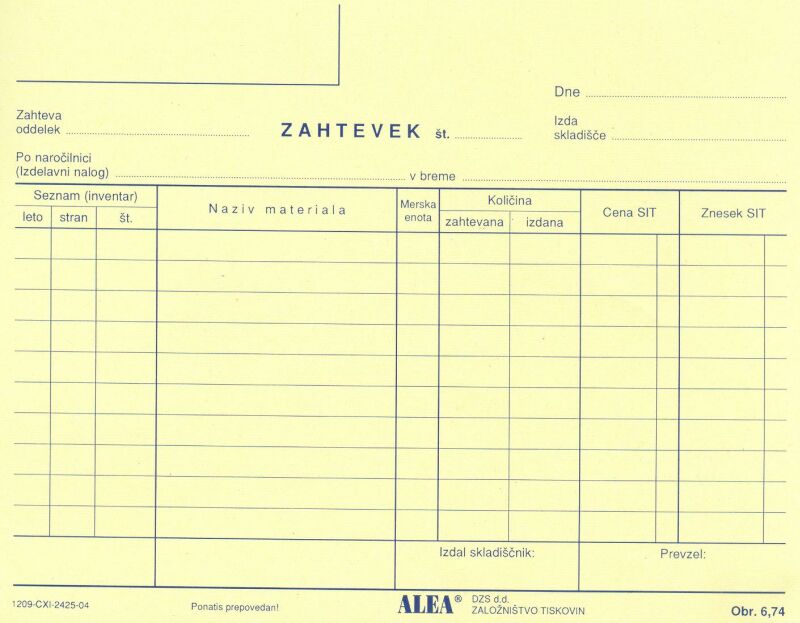 Dne
Zahteva
oddelek
ZAHTEVEK št.
Izda
skladišče
Po naročilnici
(Izdelavni nalog)
v breme
Seznam (inventar)
leto
stran
št.
Naziv materiala
Merska
enota
Količina
zahtevana
izdana
Cena SIT
Znesek SIT
Izdal skladiščnik:
Prevzel:
1209-CXI-2425-04
Ponatis prepovedan!
ALEA®
DZS d.d.
ZALOŽNIŠTVO TISKOVIN
Obr. 6,74